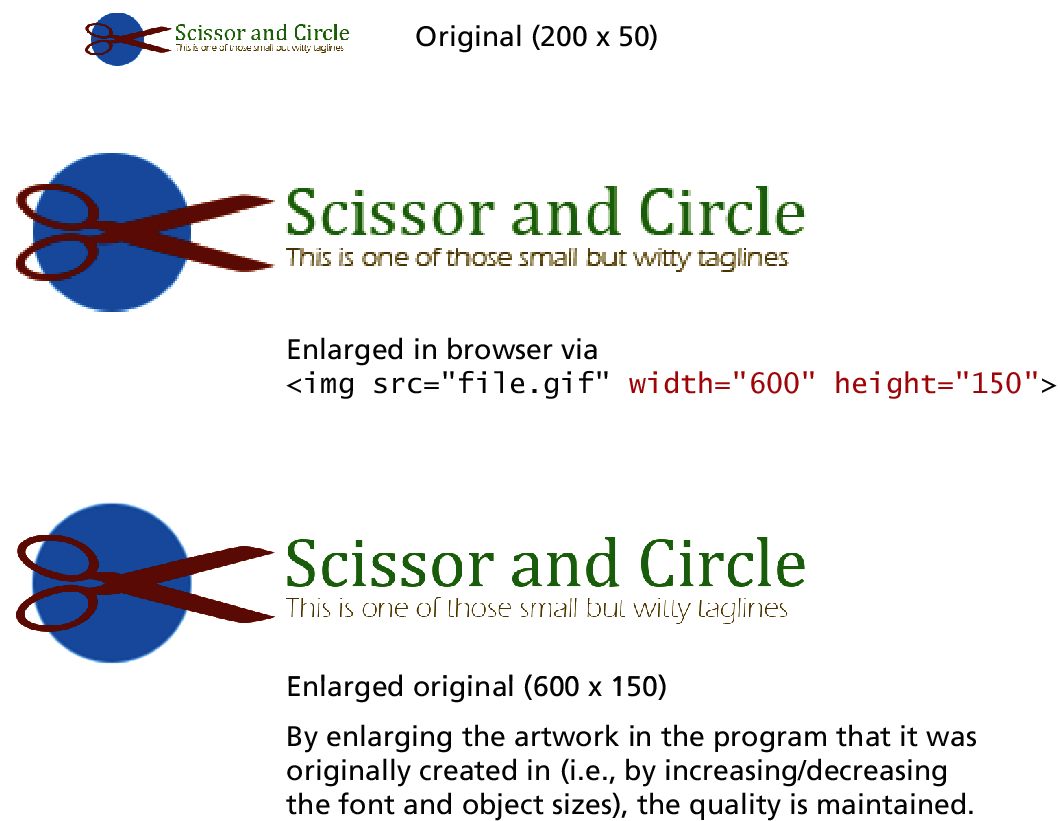 Scissor and Circle
This is one of those small but witty taglines
Original (200 x 50)
Scissor and Circle
This is one of those small but witty taglines
Enlarged in browser via
<img src="file.gif" width="600" height="150">
Scissor and Circle
This is one of those small but witty taglines
Enlarged original (600 x 150)
By enlarging the artwork in the program that it was
originally created in (i.e., by increasing/decreasing
the font and object sizes), the quality is maintained.